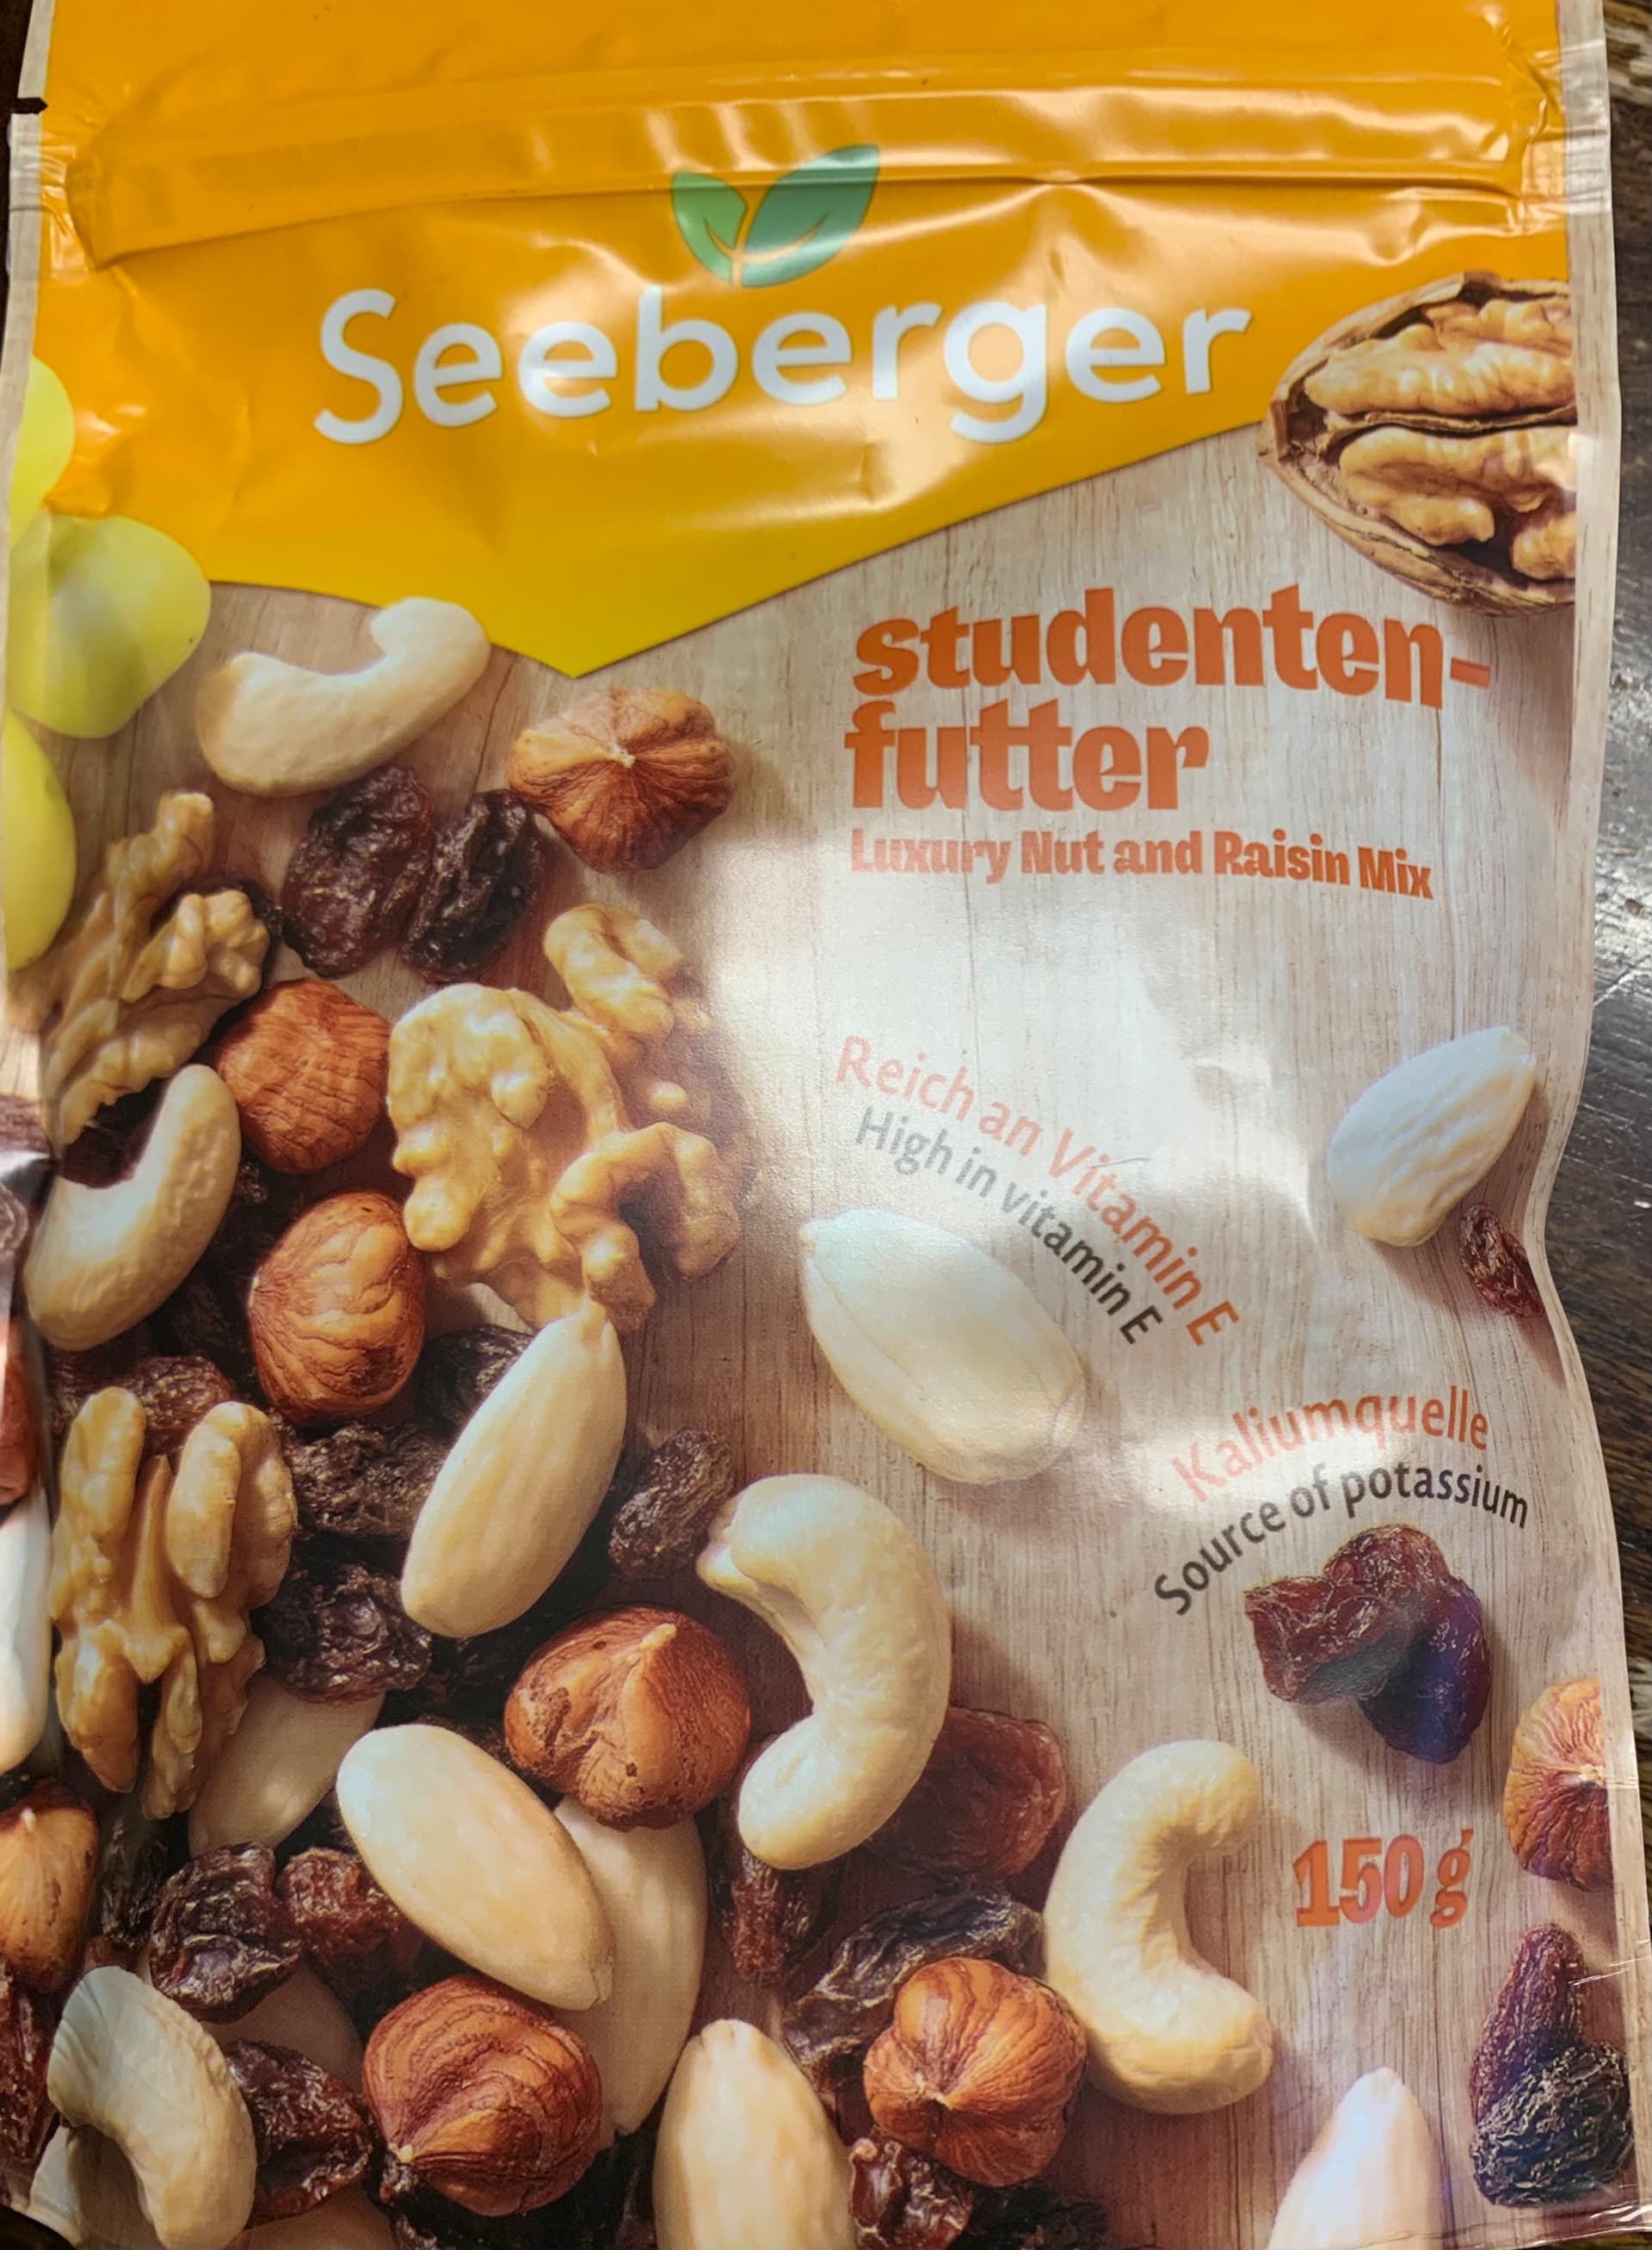 Seeberger
studenten-
futter
Luxury Nut and Raisin Mix
Reich an Vitamin E
High in vitamin E
Kaliumquelle
Source of potassium
150 g